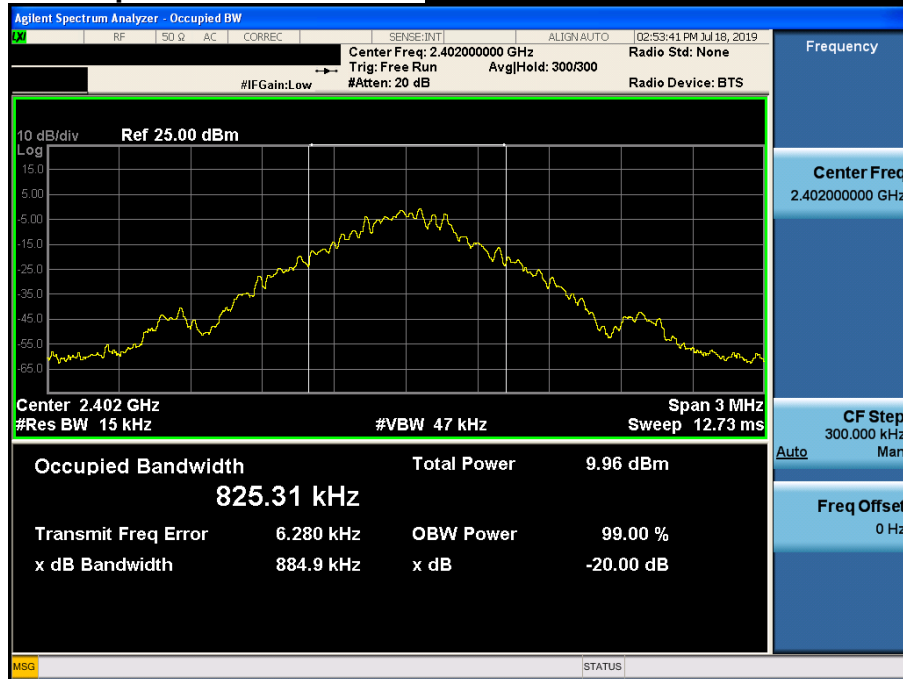 Agilent Spectrum Analyzer - Occupied BW
LXI RF 50 Ω AC CORREC SENSE:INT ALIGN AUTO 02:53:41 PM Jul 18, 2019
Center Freq: 2.402000000 GHz Radio Std: None
Trig: Free Run Avg|Hold: 300/300
#IFGain:Low #Atten: 20 dB Radio Device: BTS
Frequency
10 dB/div Ref 25.00 dBm
Log
15.0
5.00
-5.00
-15.0
-25.0
-35.0
-45.0
-55.0
-65.0
Center Freq
2.402000000 GHz
Center 2.402 GHz Span 3 MHz
#Res BW 15 kHz #VBW 47 kHz Sweep 12.73 ms
CF Step
300.000 kHz
Auto Man
Occupied Bandwidth Total Power 9.96 dBm
825.31 kHz
Transmit Freq Error 6.280 kHz OBW Power 99.00 %
x dB Bandwidth 884.9 kHz x dB -20.00 dB
Freq Offset
0 Hz
MSG STATUS